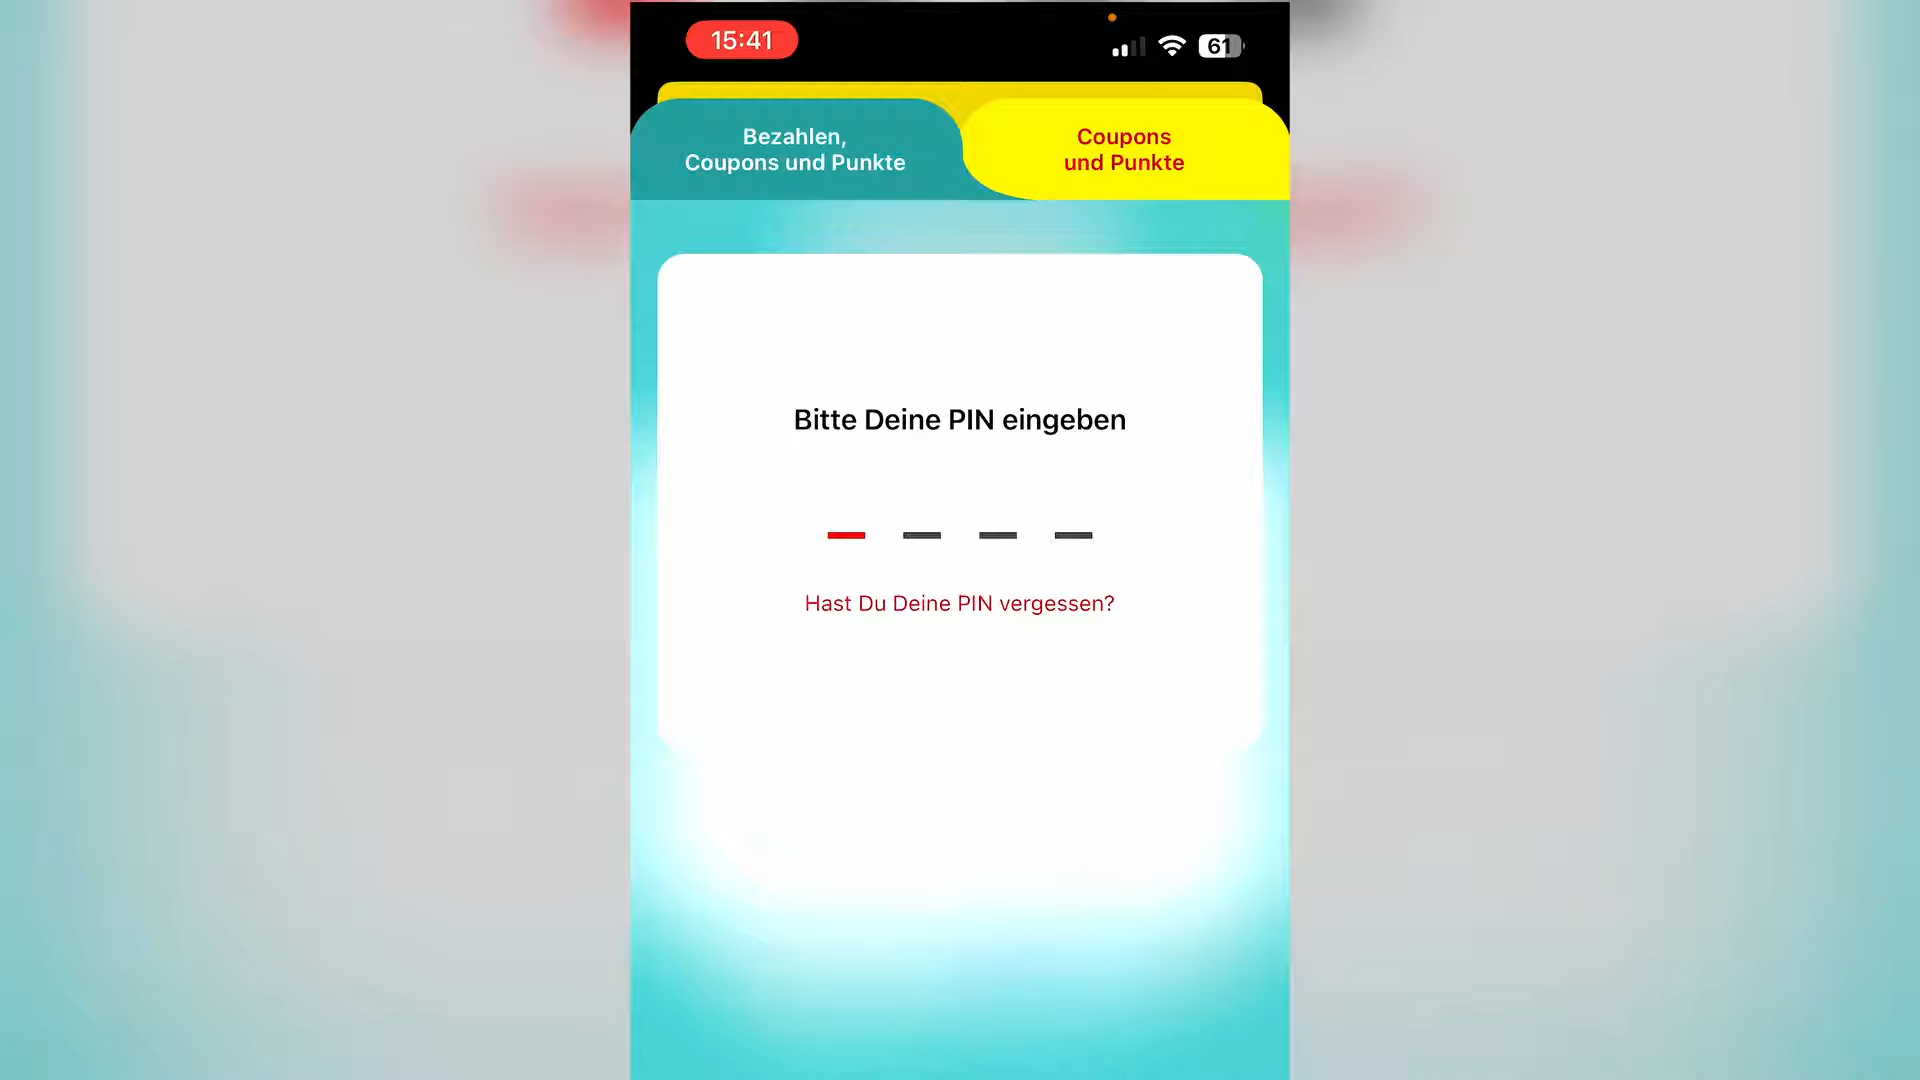 15:41
61
Bezahlen,
Coupons und Punkte
Coupons
und Punkte
Bitte Deine PIN eingeben
Hast Du Deine PIN vergessen?